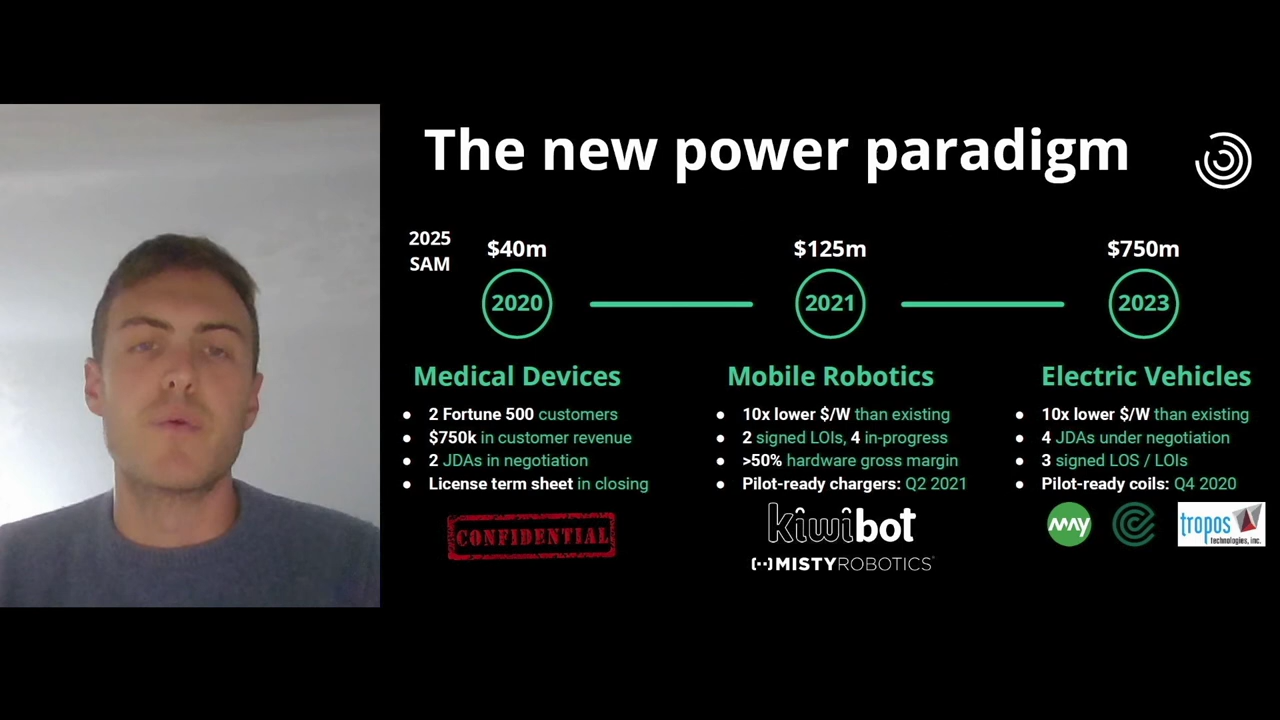 The new power paradigm
2025
SAM
$40m
$125m
$750m
2020
2021
2023
Medical Devices
2 Fortune 500 customers
$750k in customer revenue
2 JDAs in negotiation
License term sheet in closing
CONFIDENTIAL
Mobile Robotics
10x lower $/W than existing
2 signed LOIs, 4 in-progress
>50% hardware gross margin
Pilot-ready chargers: Q2 2021
kiwibot
MISTYROBOTICS
Electric Vehicles
10x lower $/W than existing
4 JDAs under negotiation
3 signed LOS / LOIs
Pilot-ready coils: Q4 2020
MAY
tropos
technologies, inc.